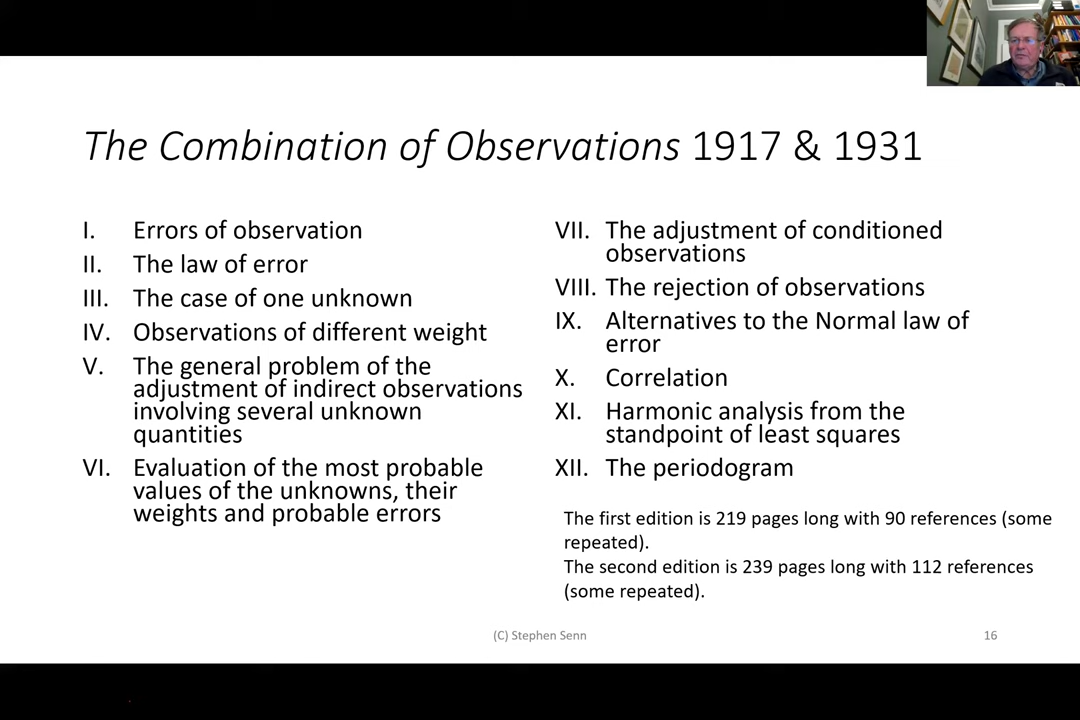 The Combination of Observations 1917 & 1931
I. Errors of observation
II. The law of error
III. The case of one unknown
IV. Observations of different weight
V. The general problem of the
adjustment of indirect observations
involving several unknown
quantities
VI. Evaluation of the most probable
values of the unknowns, their
weights and probable errors
VII. The adjustment of conditioned
observations
VIII. The rejection of observations
IX. Alternatives to the Normal law of
error
X. Correlation
XI. Harmonic analysis from the
standpoint of least squares
XII. The periodogram
The first edition is 219 pages long with 90 references (some
repeated).
The second edition is 239 pages long with 112 references
(some repeated).
(C) Stephen Senn
16